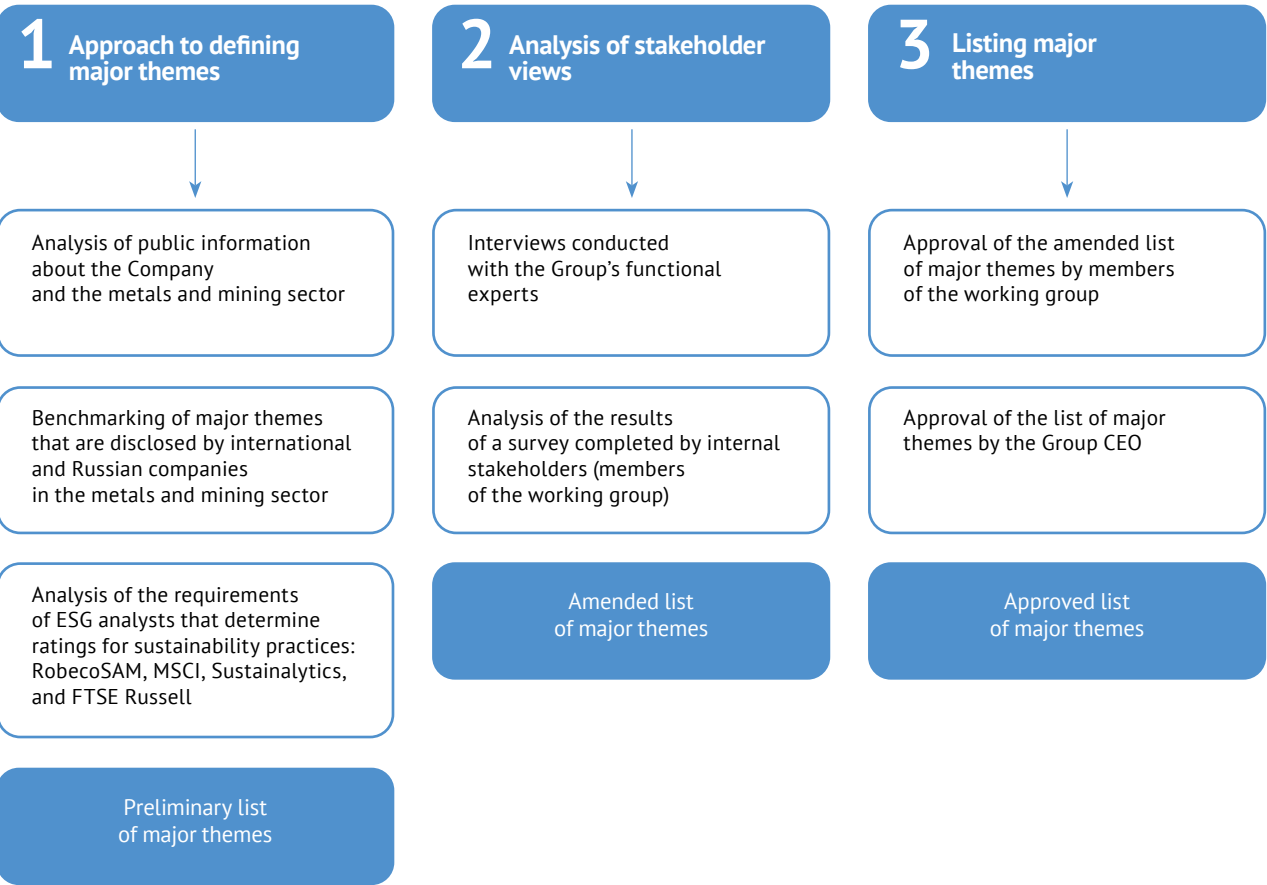 1 Approach to defining
major themes
Analysis of public information
about the Company
and the metals and mining sector
Benchmarking of major themes
that are disclosed by international
and Russian companies
in the metals and mining sector
Analysis of the requirements
of ESG analysts that determine
ratings for sustainability practices:
RobecoSAM, MSCI, Sustainalytics,
and FTSE Russell
Preliminary list
of major themes
2 Analysis of stakeholder
views
Interviews conducted
with the Group’s functional
experts
Analysis of the results
of a survey completed by internal
stakeholders (members
of the working group)
Amended list
of major themes
3 Listing major
themes
Approval of the amended list
of major themes by members
of the working group
Approval of the list of major
themes by the Group CEO
Approved list
of major themes